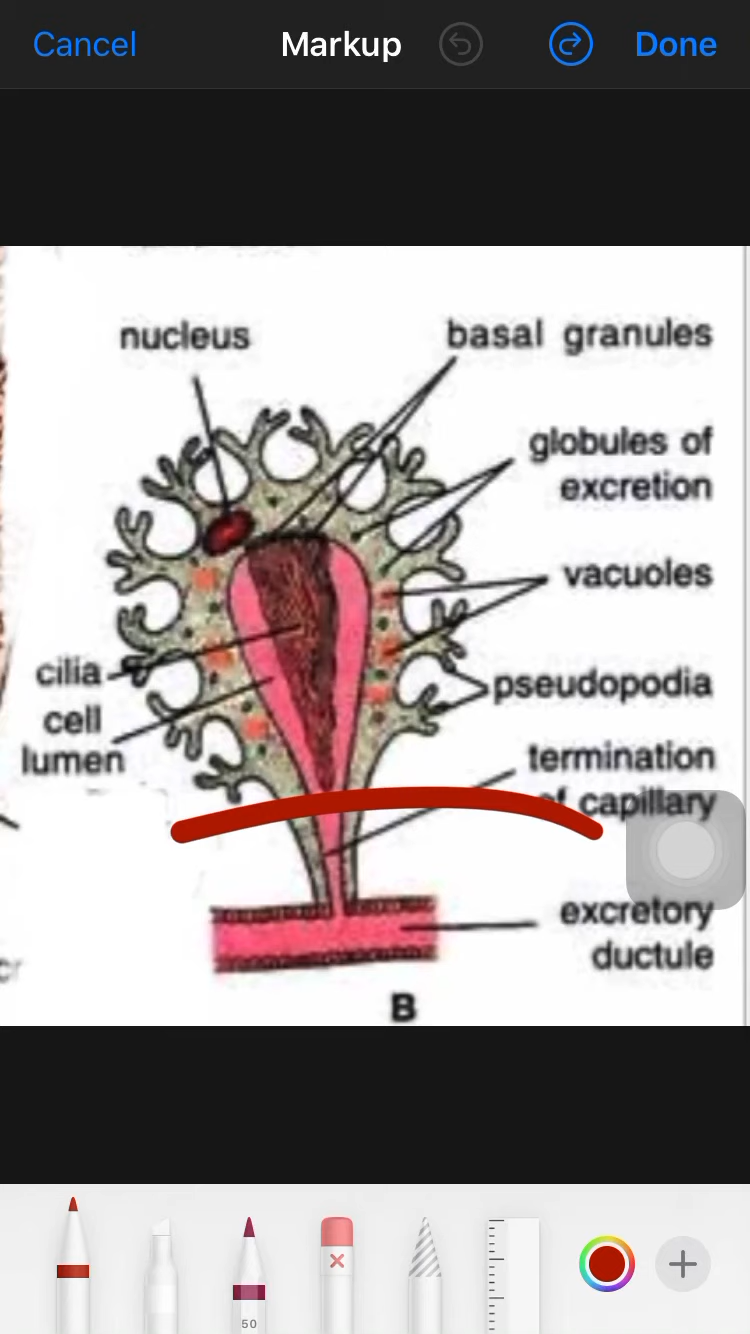 Cancel
Markup
Done
nucleus
basal granules
globules of
excretion
vacuoles
cilia
pseudopodia
cell
lumen
termination
of capillary
excretory
ductule
B
50